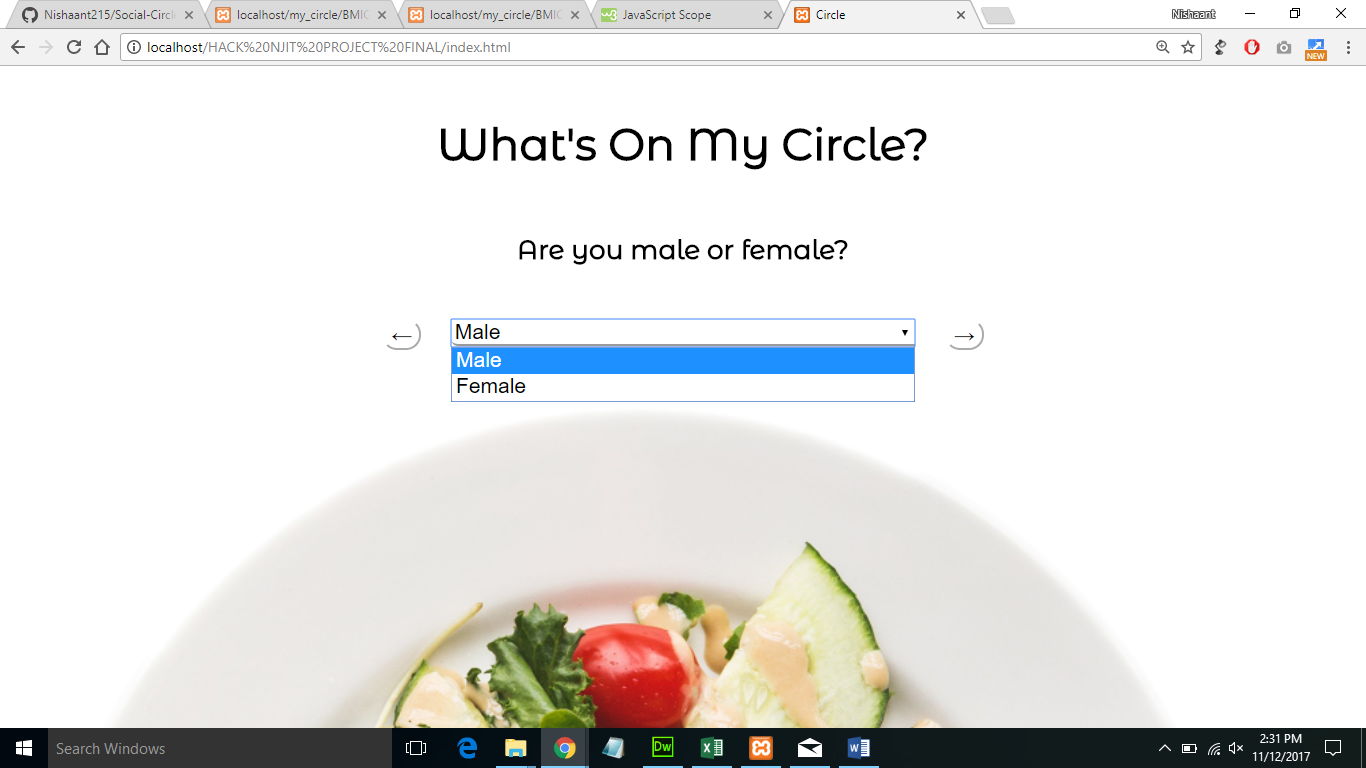 Nishaant215/Social-Circl
localhost/my_circle/BMIC
localhost/my_circle/BMIC
JavaScript Scope
Circle
Nishaant
localhost/HACK%20NJIT%20PROJECT%20FINAL/index.html
NEW
What's On My Circle?
Are you male or female?
← Male →
Male
Female
Search Windows
Dw
2:31 PM
11/12/2017